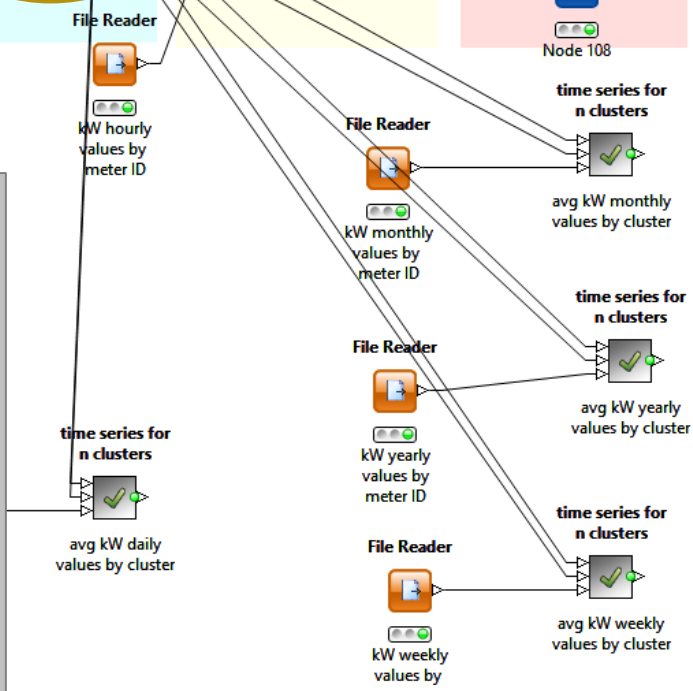 File Reader
kW hourly
values by
meter ID
Node 108
time series for
n clusters
avg kW monthly
values by cluster
File Reader
kW monthly
values by
meter ID
time series for
n clusters
avg kW yearly
values by cluster
File Reader
kW yearly
values by
meter ID
time series for
n clusters
avg kW daily
values by cluster
time series for
n clusters
avg kW weekly
values by cluster
File Reader
kW weekly
values by